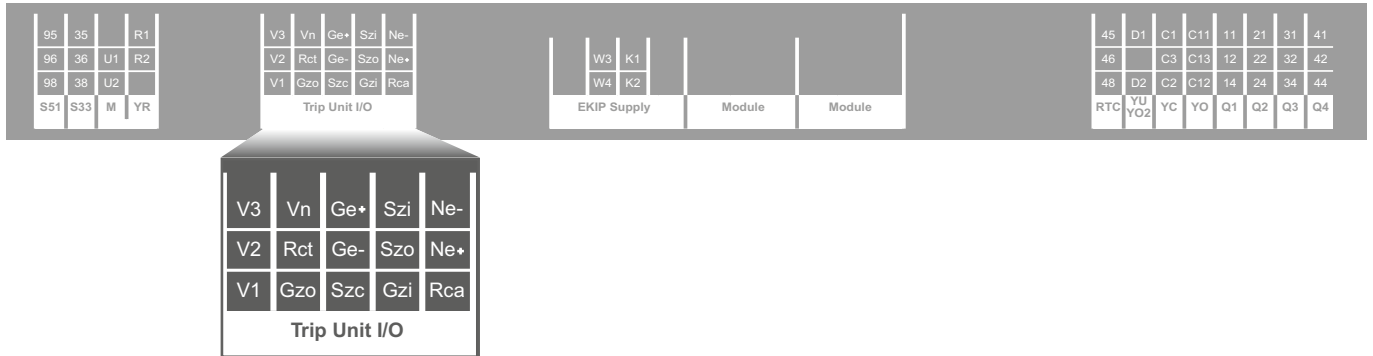 95 35 R1 V3 Vn Ge+ Szi Ne- 45 D1 C1 C11 11 21 31 41
96 36 U1 R2 V2 Rct Ge- Szo Ne+ W3 K1 46 C3 C13 12 22 32 42
98 38 U2 V1 Gzo Szc Gzi Rca W4 K2 48 D2 C2 C12 14 24 34 44
S51 S33 M YR Trip Unit I/O EKIP Supply Module Module RTC YU YO2 YC YO Q1 Q2 Q3 Q4
V3 Vn Ge+ Szi Ne-
V2 Rct Ge- Szo Ne+
V1 Gzo Szc Gzi Rca
Trip Unit I/O